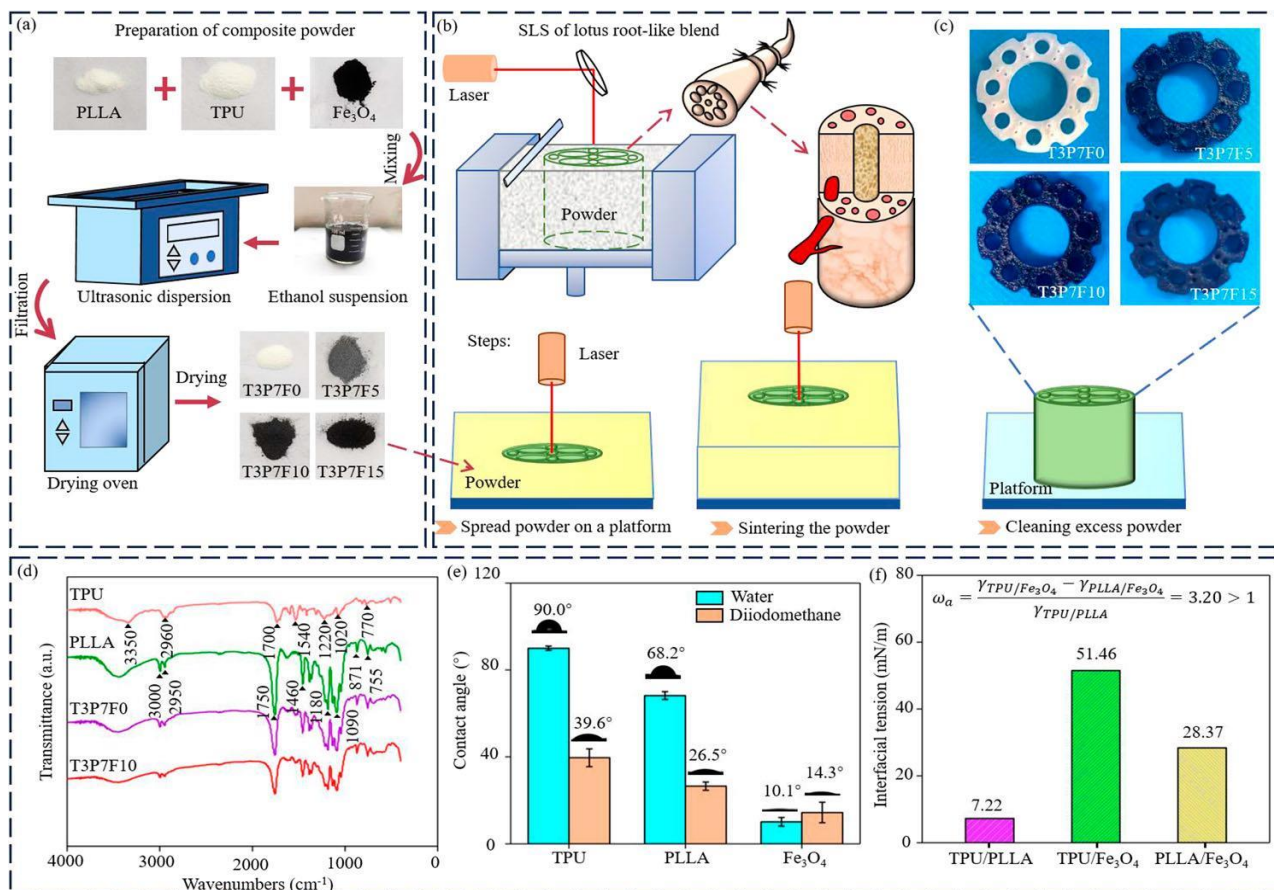 (a)
Preparation of composite powder
PLLA
TPU
Fe₃O₄
Mixing
Ultrasonic dispersion
Ethanol suspension
Filtration
Drying
T3P7F0
T3P7F5
T3P7F10
T3P7F15
Drying oven
(b)
SLS of lotus root-like blend
Laser
Powder
Steps:
Laser
Powder
Spread powder on a platform
Sintering the powder
(c)
T3P7F0
T3P7F5
T3P7F10
T3P7F15
Platform
Cleaning excess powder
(d)
TPU
3350
2960
1700
1540
1220
1020
770
PLLA
3000
2950
1750
1460
1180
1090
871
755
T3P7F0
T3P7F10
Transmittance (a.u.)
4000 3000 2000 1000 0
Wavenumbers (cm⁻¹)
(e)
Water
Diiodomethane
120
80
40
0
Contact angle (°)
90.0°
39.6°
68.2°
26.5°
10.1°
14.3°
TPU PLLA Fe₃O₄
(f)
ωₐ = (γTPU/Fe₃O₄ − γPLLA/Fe₃O₄) / γTPU/PLLA = 3.20 > 1
80
60
40
20
0
Interfacial tension (mN/m)
7.22
51.46
28.37
TPU/PLLA TPU/Fe₃O₄ PLLA/Fe₃O₄